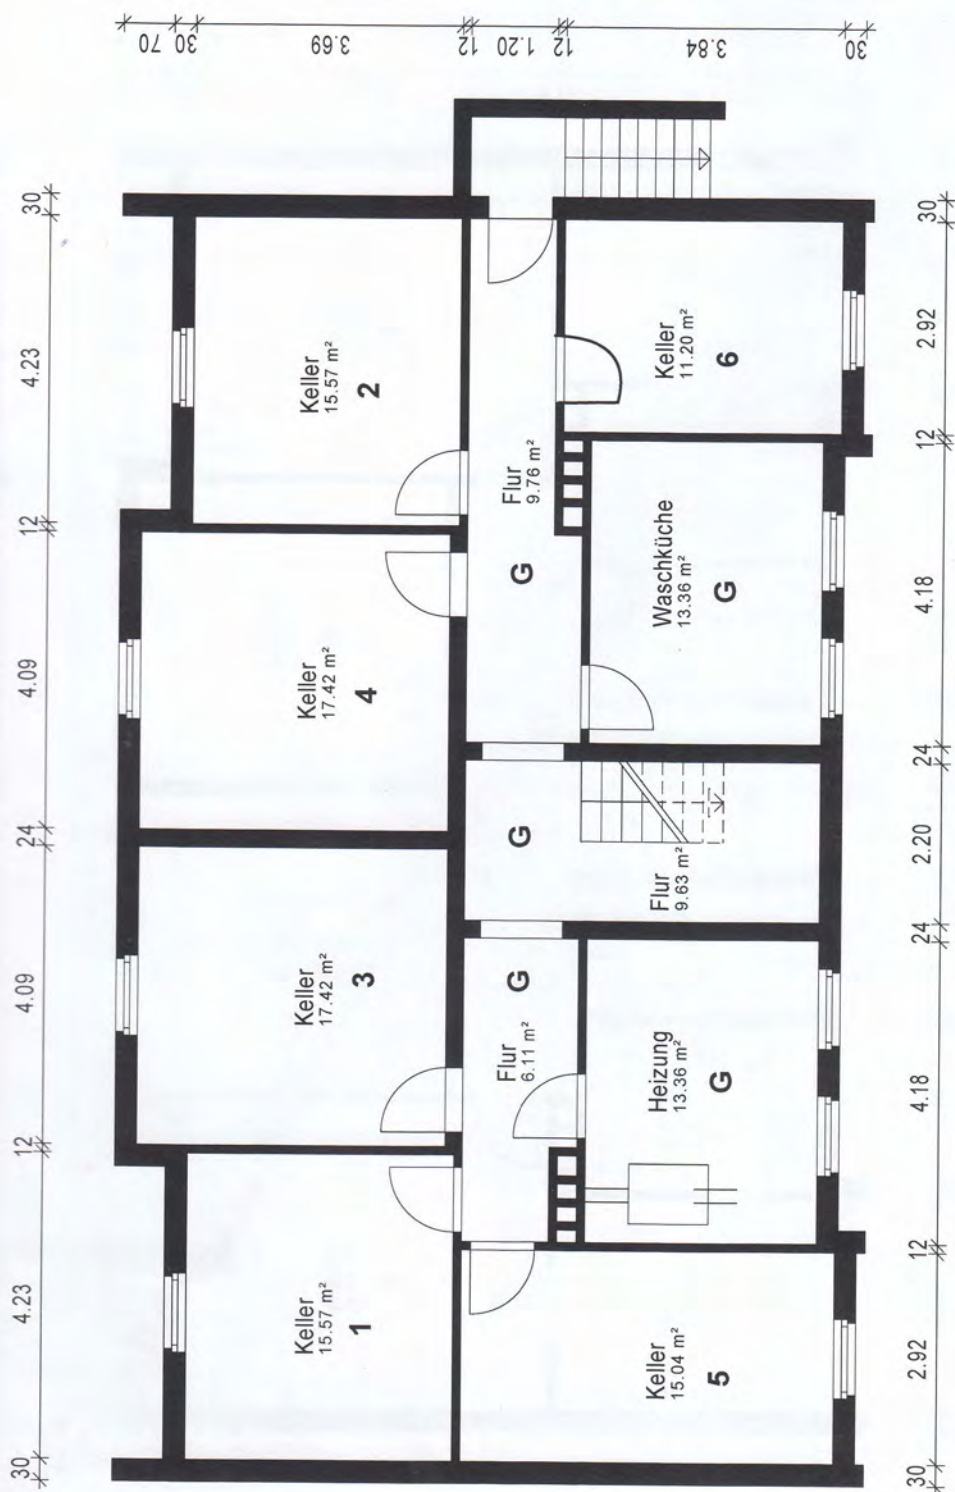 30
4.23
12
4.09
24
4.09
12
4.23
30
70
30
3.69
12
1.20
12
3.84
30
Keller
15.57 m²
1
Keller
17.42 m²
3
Keller
17.42 m²
4
Keller
15.57 m²
2
Flur
6.11 m²
G
G
G
Flur
9.76 m²
Keller
15.04 m²
5
Heizung
13.36 m²
G
Flur
9.63 m²
Waschküche
13.36 m²
G
Keller
11.20 m²
6
30
2.92
12
4.18
24
2.20
24
4.18
12
2.92
30